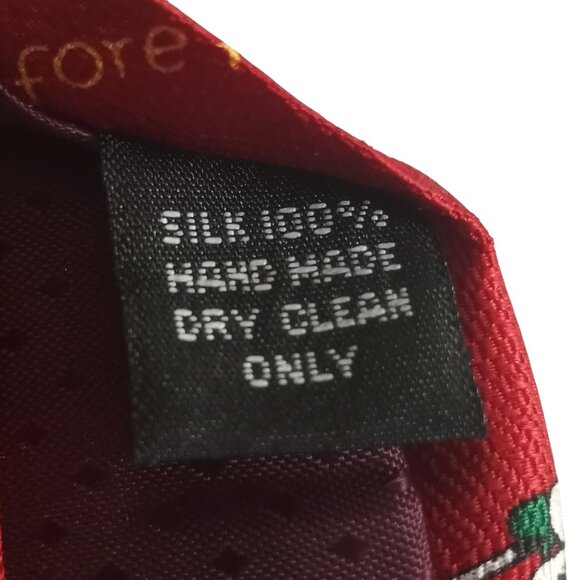 fore
SILK 100%
HAND MADE
DRY CLEAN
ONLY